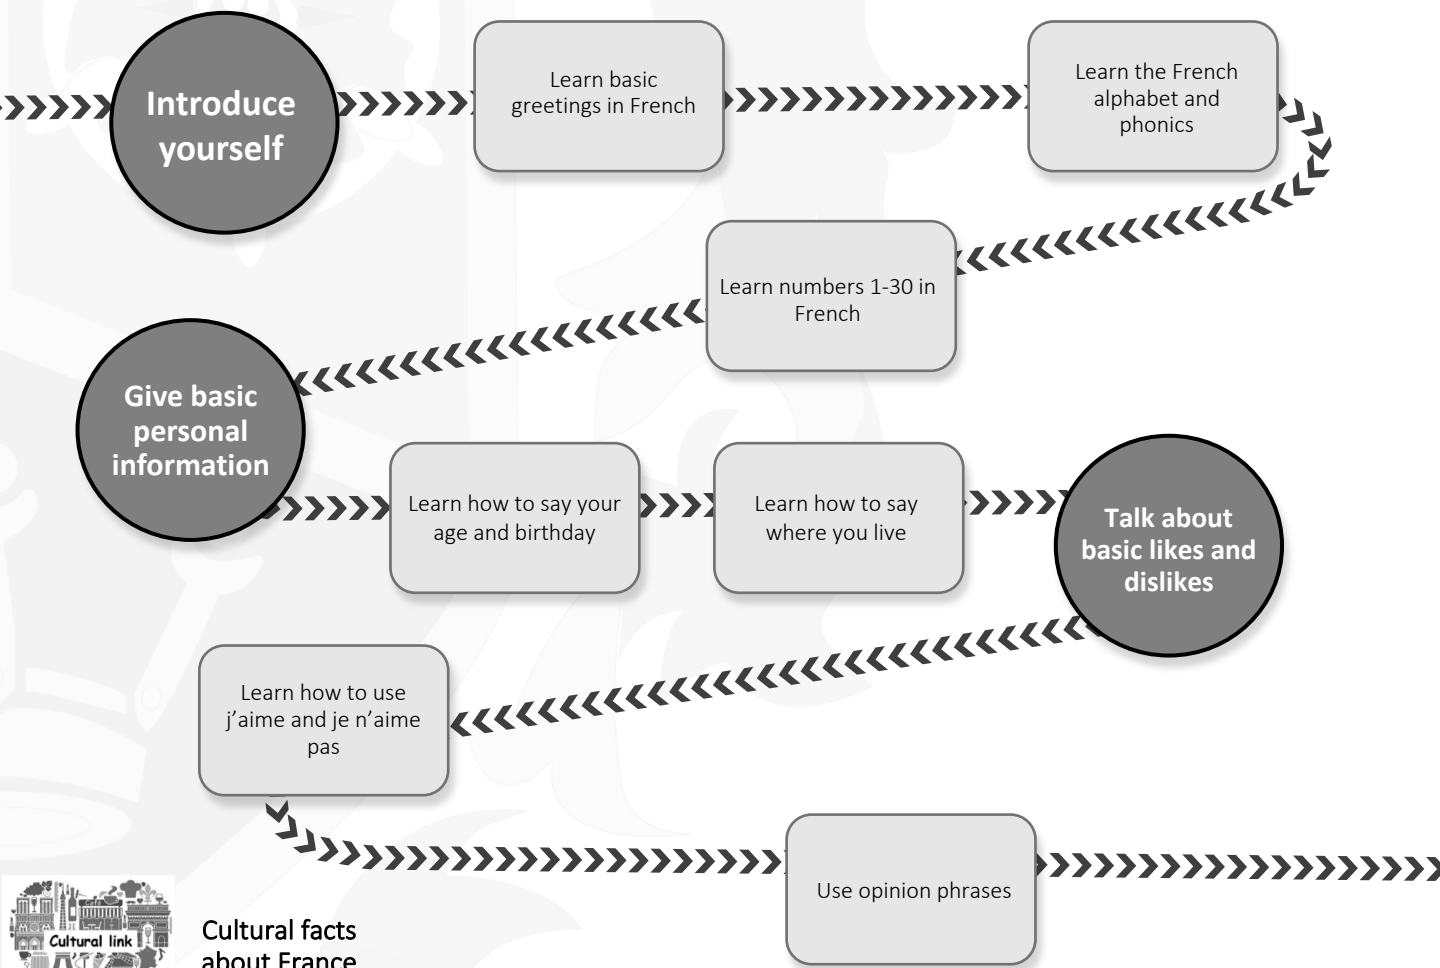 Introduce
yourself
Learn basic
greetings in French
Learn the French
alphabet and
phonics
Learn numbers 1-30 in
French
Give basic
personal
information
Learn how to say your
age and birthday
Learn how to say
where you live
Talk about
basic likes and
dislikes
Learn how to use
j’aime and je n’aime
pas
Use opinion phrases
Cultural link
Cultural facts
about France